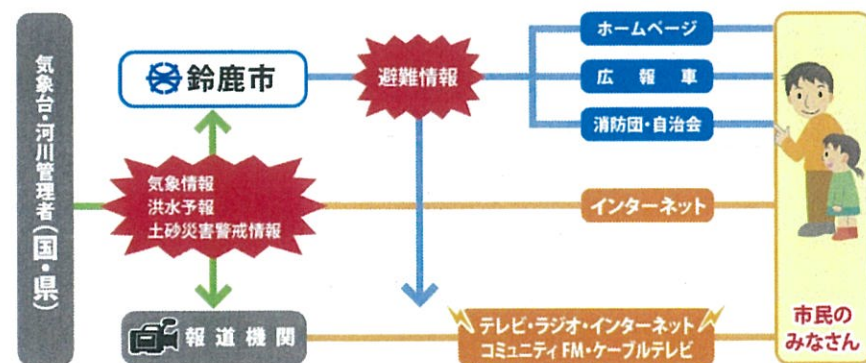 気象台・河川管理者(国・県)
鈴鹿市
避難情報
ホームページ
広報車
消防団・自治会
気象情報
洪水予報
土砂災害警戒情報
インターネット
報道機関
テレビ・ラジオ・インターネット
コミュニティFM・ケーブルテレビ
市民の
みなさん